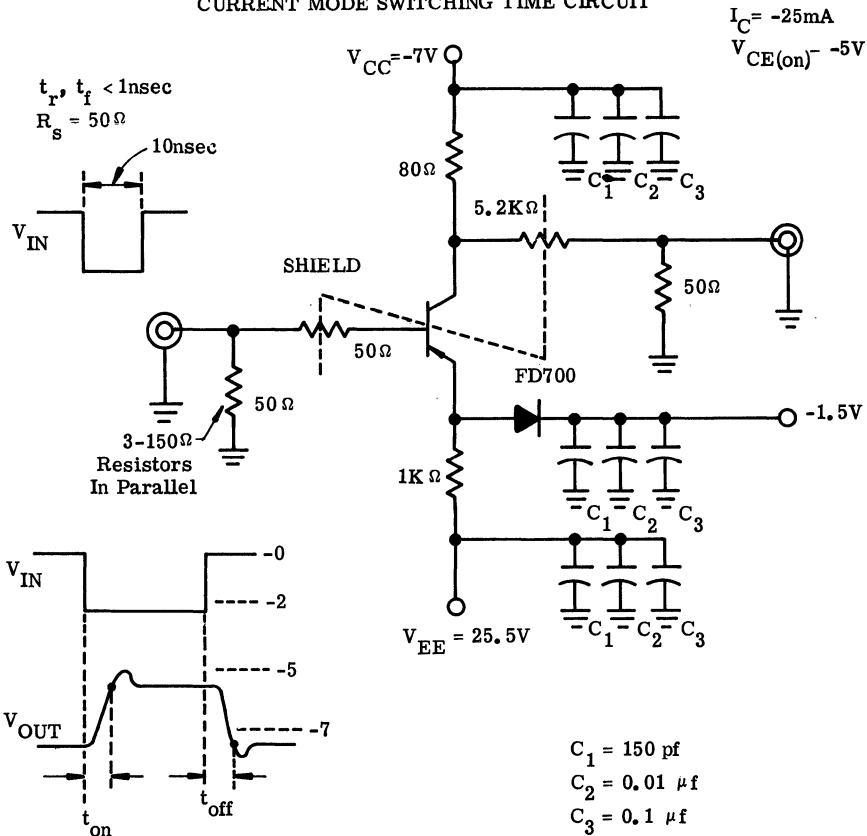 CURRENT MODE SWITCHING TIME CIRCUIT
I_C = -25mA
V_CE(on) - -5V
V_CC = -7V
t_r, t_f < 1nsec
R_s = 50Ω
10nsec
V_IN
80Ω
C_1 C_2 C_3
5.2KΩ
SHIELD
50Ω
50Ω
50Ω
FD700
3-150Ω
Resistors
In Parallel
-1.5V
1KΩ
C_1 C_2 C_3
V_IN
-0
-2
C_1 C_2 C_3
V_EE = 25.5V
-5
V_OUT
-7
t_on
t_off
C_1 = 150 pf
C_2 = 0.01 μf
C_3 = 0.1 μf